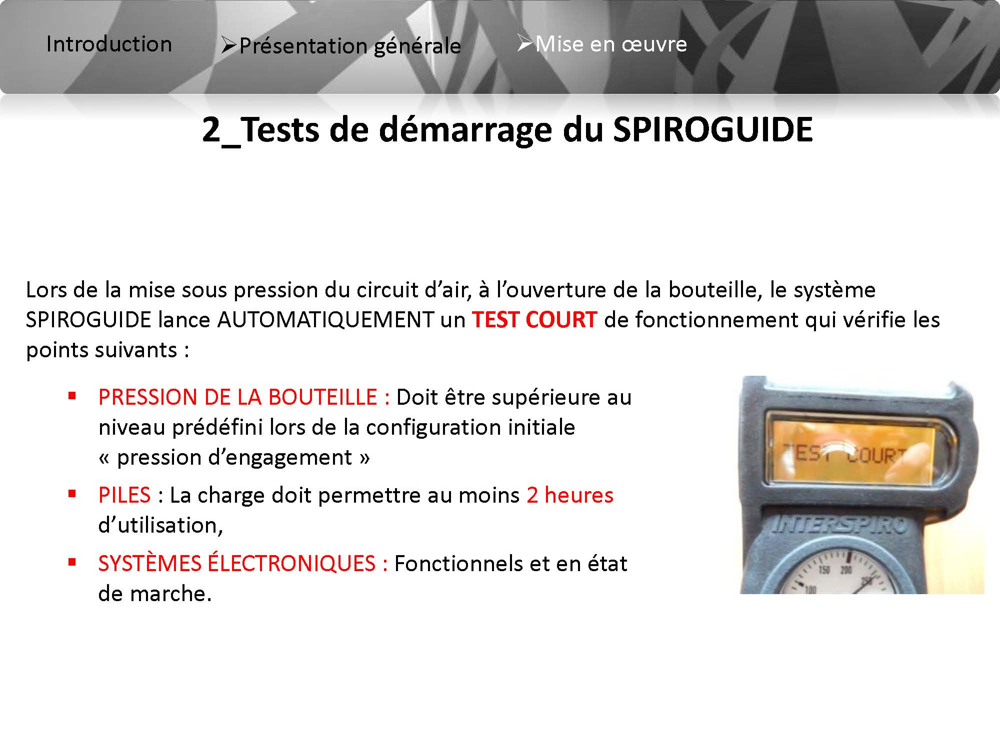 Introduction
➢Présentation générale
➢Mise en œuvre
2_Tests de démarrage du SPIROGUIDE
Lors de la mise sous pression du circuit d’air, à l’ouverture de la bouteille, le système
SPIROGUIDE lance AUTOMATIQUEMENT un TEST COURT de fonctionnement qui vérifie les
points suivants :
▪ PRESSION DE LA BOUTEILLE : Doit être supérieure au
niveau prédéfini lors de la configuration initiale
« pression d’engagement »
▪ PILES : La charge doit permettre au moins 2 heures
d’utilisation,
▪ SYSTÈMES ÉLECTRONIQUES : Fonctionnels et en état
de marche.
TEST COURT
INTERSPIRO
150 200
250
100